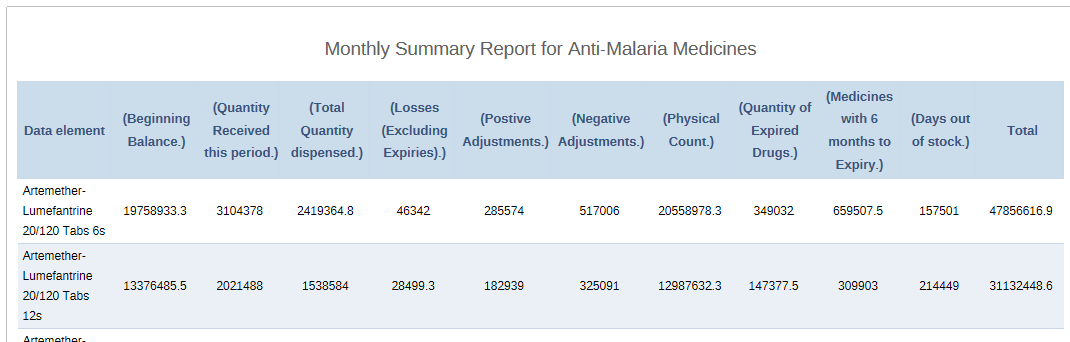 Monthly Summary Report for Anti-Malaria Medicines
Data element
(Beginning
Balance.)
(Quantity
Received
this period.)
(Total
Quantity
dispensed.)
(Losses
(Excluding
Expiries).)
(Postive
Adjustments.)
(Negative
Adjustments.)
(Physical
Count.)
(Quantity of
Expired
Drugs.)
(Medicines
with 6
months to
Expiry.)
(Days out
of stock.)
Total
Artemether-
Lumefantrine
20/120 Tabs 6s
19758933.3 3104378 2419364.8 46342 285574 517006 20558978.3 349032 659507.5 157501 47856616.9
Artemether-
Lumefantrine
20/120 Tabs
12s
13376485.5 2021488 1538584 28499.3 182939 325091 12987632.3 147377.5 309903 214449 31132448.6
Artemether-